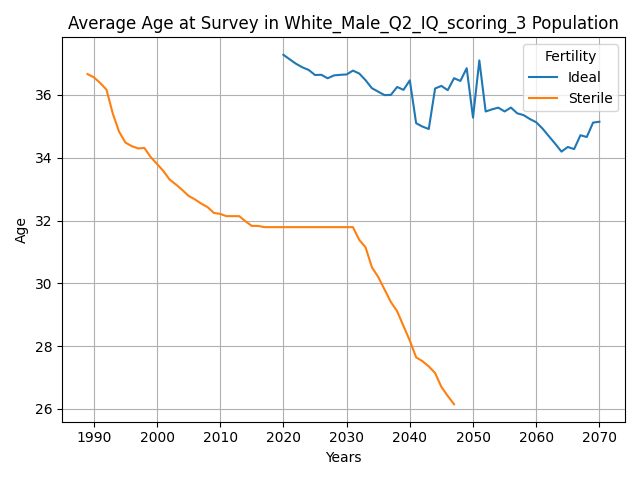 Average Age at Survey in White_Male_Q2_IQ_scoring_3 Population
Fertility
Ideal
Sterile
Age
36
34
32
30
28
26
1990 2000 2010 2020 2030 2040 2050 2060 2070
Years